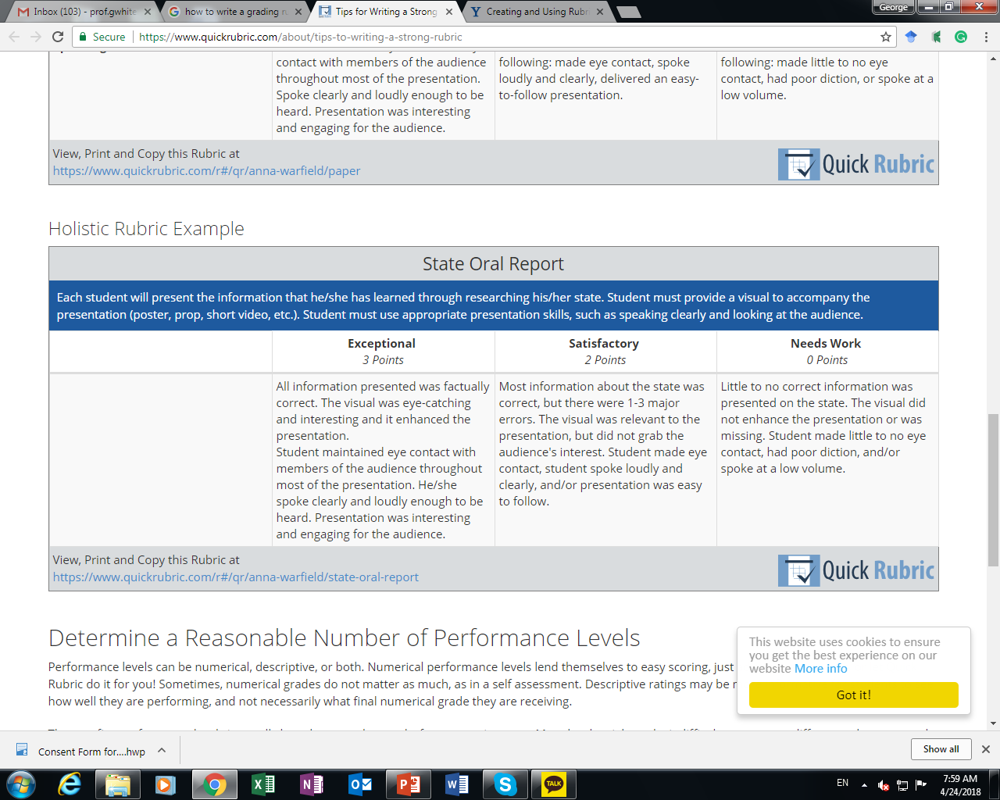 Inbox (103) - prof.gwhite
how to write a grading ru
Tips for Writing a Strong
Creating and Using Rubri
George
Secure
https://www.quickrubric.com/about/tips-to-writing-a-strong-rubric
contact with members of the audience
throughout most of the presentation.
Spoke clearly and loudly enough to be
heard. Presentation was interesting
and engaging for the audience.
following: made eye contact, spoke
loudly and clearly, delivered an easy-
to-follow presentation.
following: made little to no eye
contact, had poor diction, or spoke at a
low volume.
View, Print and Copy this Rubric at
https://www.quickrubric.com/r#/qr/anna-warfield/paper
Quick Rubric
Holistic Rubric Example
State Oral Report
Each student will present the information that he/she has learned through researching his/her state. Student must provide a visual to accompany the
presentation (poster, prop, short video, etc.). Student must use appropriate presentation skills, such as speaking clearly and looking at the audience.
Exceptional
3 Points
Satisfactory
2 Points
Needs Work
0 Points
All information presented was factually
correct. The visual was eye-catching
and interesting and it enhanced the
presentation.
Student maintained eye contact with
members of the audience throughout
most of the presentation. He/she
spoke clearly and loudly enough to be
heard. Presentation was interesting
and engaging for the audience.
Most information about the state was
correct, but there were 1-3 major
errors. The visual was relevant to the
presentation, but did not grab the
audience's interest. Student made eye
contact, student spoke loudly and
clearly, and/or presentation was easy
to follow.
Little to no correct information was
presented on the state. The visual did
not enhance the presentation or was
missing. Student made little to no eye
contact, had poor diction, and/or
spoke at a low volume.
View, Print and Copy this Rubric at
https://www.quickrubric.com/r#/qr/anna-warfield/state-oral-report
Quick Rubric
Determine a Reasonable Number of Performance Levels
Performance levels can be numerical, descriptive, or both. Numerical performance levels lend themselves to easy scoring, just
Rubric do it for you! Sometimes, numerical grades do not matter as much, as in a self assessment. Descriptive ratings may be
how well they are performing, and not necessarily what final numerical grade they are receiving.
This website uses cookies to ensure
you get the best experience on our
website More info
Got it!
Consent Form for....hwp
Show all
TALK
EN
7:59 AM
4/24/2018